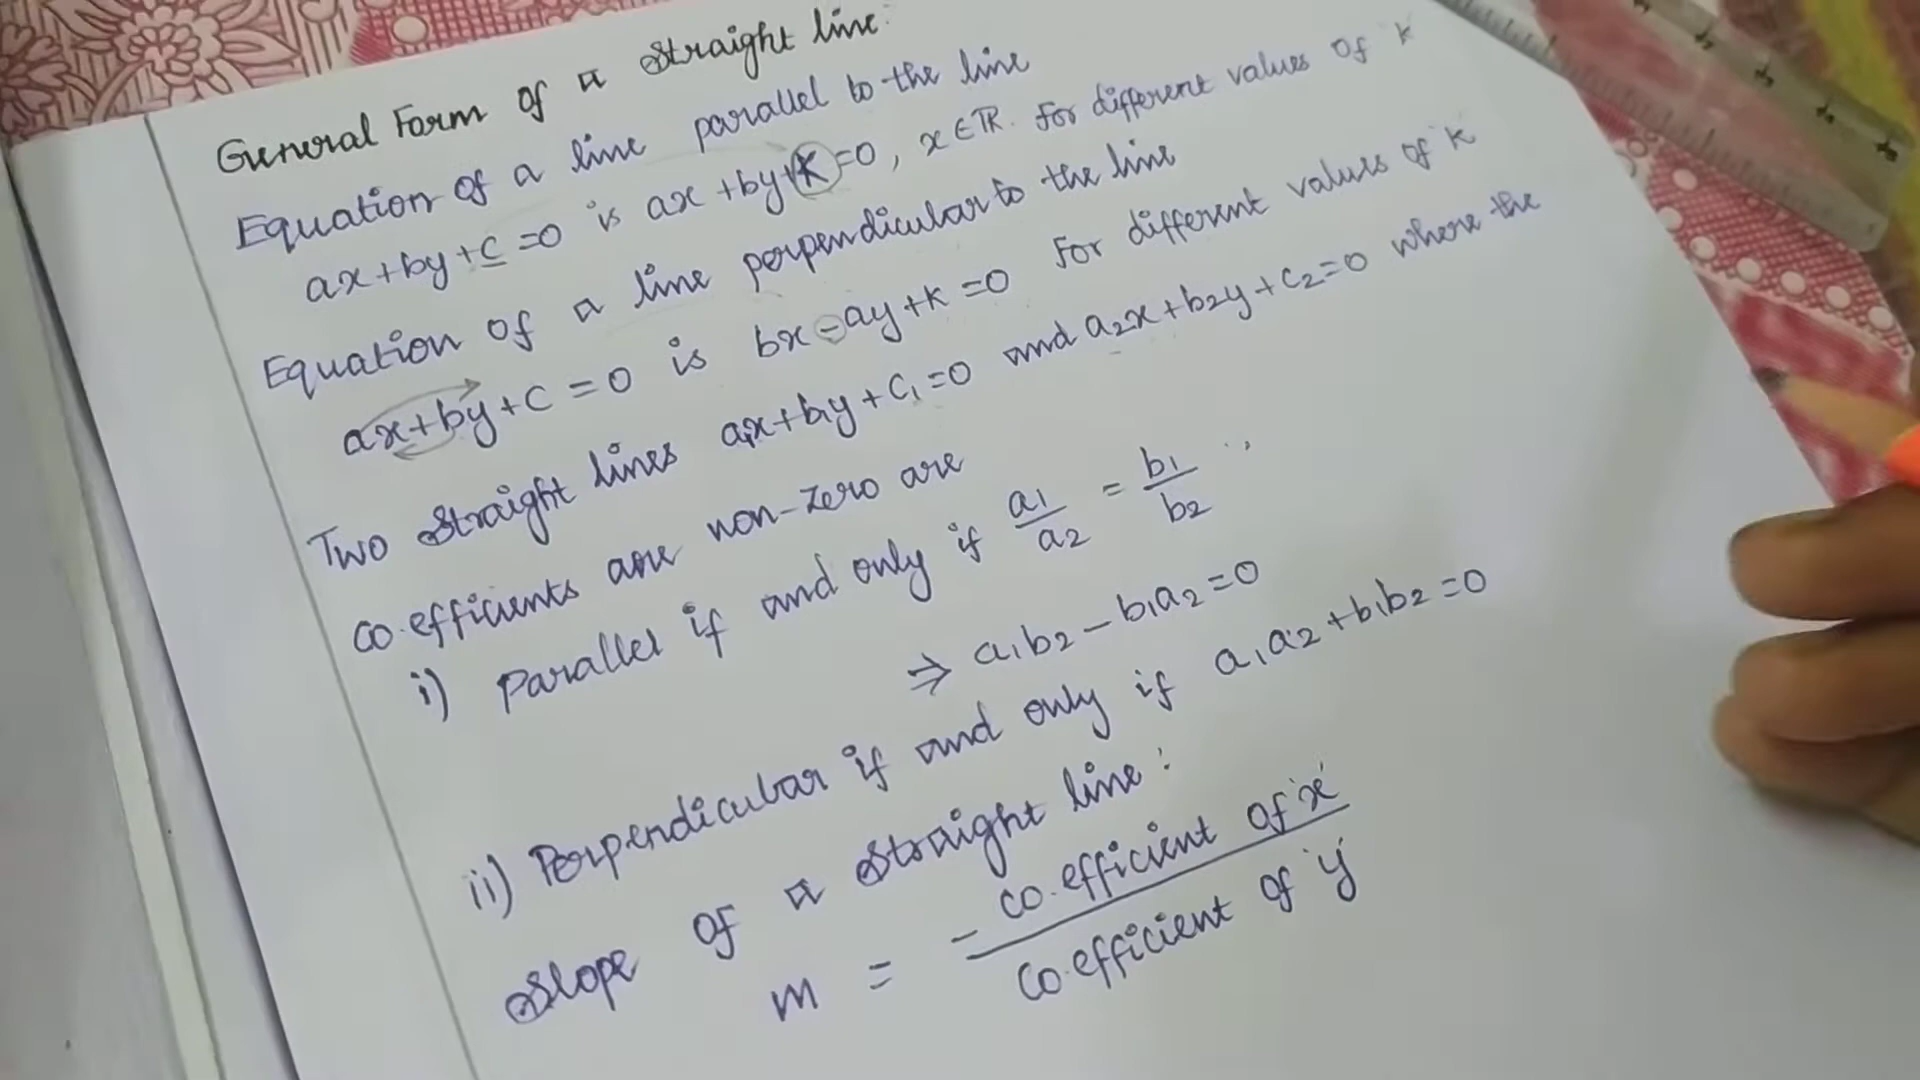 General Form of a straight line:
Equation of a line parallel to the line
ax+by+c=0 is ax+by+k=0, x∈ℝ. For different values of 'k'
Equation of a line perpendicular to the line
ax+by+c=0 is bx-ay+k=0 For different values of 'k'
Two straight lines a₁x+b₁y+c₁=0 and a₂x+b₂y+c₂=0 where the
co.efficients are non-zero are
i) Parallel if and only if a₁/a₂ = b₁/b₂
⇒ a₁b₂-b₁a₂=0
ii) Perpendicular if and only if a₁a₂+b₁b₂=0
Slope of a straight line:
m = -co.efficient of 'x'/co.efficient of 'y'